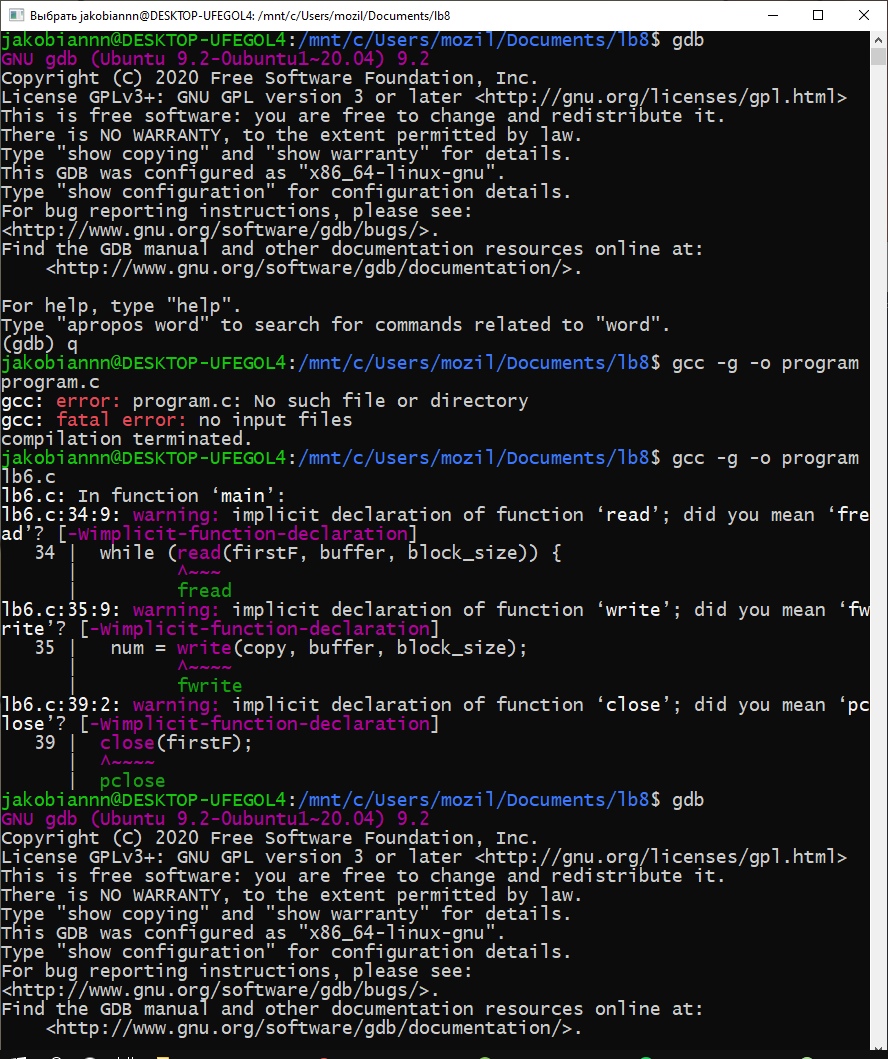 Выбрать jakobiannn@DESKTOP-UFEGOL4: /mnt/c/Users/mozil/Documents/lb8
jakobiannn@DESKTOP-UFEGOL4:/mnt/c/Users/mozil/Documents/lb8$ gdb
GNU gdb (Ubuntu 9.2-0ubuntu1~20.04) 9.2
Copyright (C) 2020 Free Software Foundation, Inc.
License GPLv3+: GNU GPL version 3 or later <http://gnu.org/licenses/gpl.html>
This is free software: you are free to change and redistribute it.
There is NO WARRANTY, to the extent permitted by law.
Type "show copying" and "show warranty" for details.
This GDB was configured as "x86_64-linux-gnu".
Type "show configuration" for configuration details.
For bug reporting instructions, please see:
<http://www.gnu.org/software/gdb/bugs/>.
Find the GDB manual and other documentation resources online at:
    <http://www.gnu.org/software/gdb/documentation/>.

For help, type "help".
Type "apropos word" to search for commands related to "word".
(gdb) q
jakobiannn@DESKTOP-UFEGOL4:/mnt/c/Users/mozil/Documents/lb8$ gcc -g -o program
program.c
gcc: error: program.c: No such file or directory
gcc: fatal error: no input files
compilation terminated.
jakobiannn@DESKTOP-UFEGOL4:/mnt/c/Users/mozil/Documents/lb8$ gcc -g -o program
lb6.c
lb6.c: In function ‘main’:
lb6.c:34:9: warning: implicit declaration of function ‘read’; did you mean ‘fre
ad’? [-Wimplicit-function-declaration]
   34 |  while (read(firstF, buffer, block_size)) {
      |         ^~~~
      |         fread
lb6.c:35:9: warning: implicit declaration of function ‘write’; did you mean ‘fw
rite’? [-Wimplicit-function-declaration]
   35 |   num = write(copy, buffer, block_size);
      |         ^~~~~
      |         fwrite
lb6.c:39:2: warning: implicit declaration of function ‘close’; did you mean ‘pc
lose’? [-Wimplicit-function-declaration]
   39 |  close(firstF);
      |  ^~~~~
      |  pclose
jakobiannn@DESKTOP-UFEGOL4:/mnt/c/Users/mozil/Documents/lb8$ gdb
GNU gdb (Ubuntu 9.2-0ubuntu1~20.04) 9.2
Copyright (C) 2020 Free Software Foundation, Inc.
License GPLv3+: GNU GPL version 3 or later <http://gnu.org/licenses/gpl.html>
This is free software: you are free to change and redistribute it.
There is NO WARRANTY, to the extent permitted by law.
Type "show copying" and "show warranty" for details.
This GDB was configured as "x86_64-linux-gnu".
Type "show configuration" for configuration details.
For bug reporting instructions, please see:
<http://www.gnu.org/software/gdb/bugs/>.
Find the GDB manual and other documentation resources online at:
    <http://www.gnu.org/software/gdb/documentation/>.